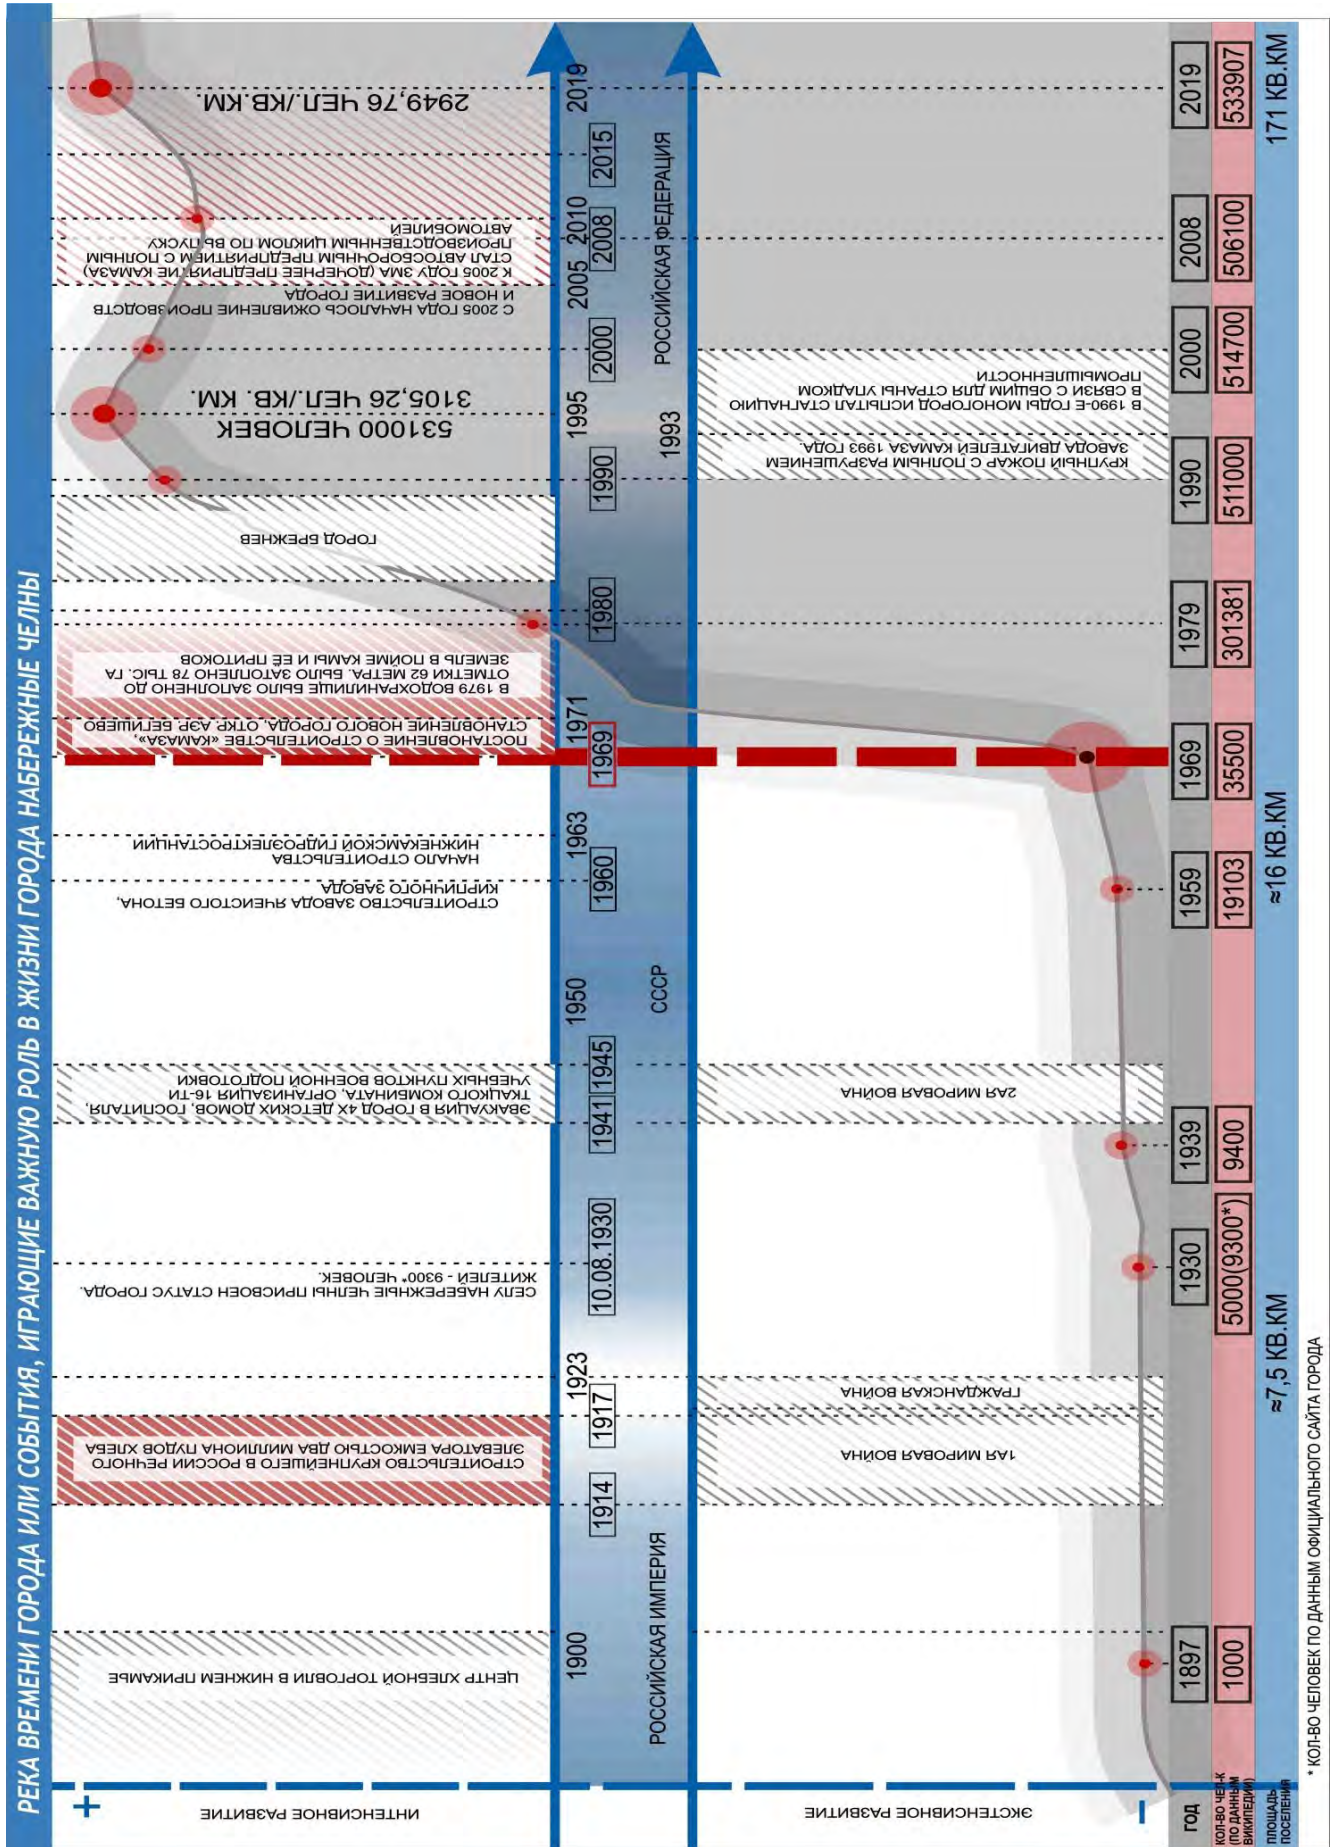 РЕКА ВРЕМЕНИ ГОРОДА ИЛИ СОБЫТИЯ, ИГРАЮЩИЕ ВАЖНУЮ РОЛЬ В ЖИЗНИ ГОРОДА НАБЕРЕЖНЫЕ ЧЕЛНЫ
+
ИНТЕНСИВНОЕ РАЗВИТИЕ
ЦЕНТР ХЛЕБНОЙ ТОРГОВЛИ В НИЖНЕМ ПРИКАМЬЕ
СТРОИТЕЛЬСТВО КРУПНЕЙШЕГО В РОССИИ РЕЧНОГО
ЭЛЕВАТОРА ЕМКОСТЬЮ ДВА МИЛЛИОНА ПУДОВ ХЛЕБА
СЕЛУ НАБЕРЕЖНЫЕ ЧЕЛНЫ ПРИСВОЕН СТАТУС ГОРОДА.
ЖИТЕЛЕЙ - 9300* ЧЕЛОВЕК.
ЭВАКУАЦИЯ В ГОРОД 4Х ДЕТСКИХ ДОМОВ, ГОСПИТАЛЯ,
ТКАЦКОГО КОМБИНАТА, ОРГАНИЗАЦИЯ 16-ТИ
УЧЕБНЫХ ПУНКТОВ ВОЕННОЙ ПОДГОТОВКИ
СТРОИТЕЛЬСТВО ЗАВОДА ЯЧЕИСТОГО БЕТОНА,
КИРПИЧНОГО ЗАВОДА
НАЧАЛО СТРОИТЕЛЬСТВА
НИЖНЕКАМСКОЙ ГИДРОЭЛЕКТРОСТАНЦИИ
ПОСТАНОВЛЕНИЕ О СТРОИТЕЛЬСТВЕ «КАМАЗА»,
СТАНОВЛЕНИЕ НОВОГО ГОРОДА, ОТКР. АЭР. БЕГИШЕВО
В 1979 ВОДОХРАНИЛИЩЕ БЫЛО ЗАПОЛНЕНО ДО
ОТМЕТКИ 62 МЕТРА. БЫЛО ЗАТОПЛЕНО 78 ТЫС. ГА
ЗЕМЕЛЬ В ПОЙМЕ КАМЫ И ЕЁ ПРИТОКОВ
ГОРОД БРЕЖНЕВ
531000 ЧЕЛОВЕК
3105,26 ЧЕЛ./КВ. КМ.
С 2005 ГОДА НАЧАЛОСЬ ОЖИВЛЕНИЕ ПРОИЗВОДСТВ
И НОВОЕ РАЗВИТИЕ ГОРОДА
К 2005 ГОДУ ЗМА (ДОЧЕРНЕЕ ПРЕДПРИЯТИЕ КАМАЗА)
СТАЛ АВТОСБОРОЧНЫМ ПРЕДПРИЯТИЕМ С ПОЛНЫМ
ПРОИЗВОДСТВЕННЫМ ЦИКЛОМ ПО ВЫПУСКУ
АВТОМОБИЛЕЙ
2949,76 ЧЕЛ./КВ.КМ.
1900
1914
1917
1923
10.08.1930
1941
1945
1950
1960
1963
1969
1971
1980
1990
1995
2000
2005
2008
2010
2015
2019
РОССИЙСКАЯ ИМПЕРИЯ
СССР
1993
РОССИЙСКАЯ ФЕДЕРАЦИЯ
ЭКСТЕНСИВНОЕ РАЗВИТИЕ
–
1АЯ МИРОВАЯ ВОЙНА
ГРАЖДАНСКАЯ ВОЙНА
2АЯ МИРОВАЯ ВОЙНА
КРУПНЫЙ ПОЖАР С ПОЛНЫМ РАЗРУШЕНИЕМ
ЗАВОДА ДВИГАТЕЛЕЙ КАМАЗА 1993 ГОДА.
В 1990-Е ГОДЫ МОНОГОРОД ИСПЫТАЛ СТАГНАЦИЮ
В СВЯЗИ С ОБЩИМ ДЛЯ СТРАНЫ УПАДКОМ
ПРОМЫШЛЕННОСТИ
ГОД 1897 1930 1939 1959 1969 1979 1990 2000 2008 2019
КОЛ-ВО ЧЕЛ-К
ПО ДАННЫМ
ВИКИПЕДИИ)
1000 5000(9300*) 9400 19103 35500 301381 511000 514700 506100 533907
ПЛОЩАДЬ
ПОСЕЛЕНИЯ
≈7,5 КВ.КМ ≈16 КВ.КМ 171 КВ.КМ
* КОЛ-ВО ЧЕЛОВЕК ПО ДАННЫМ ОФИЦИАЛЬНОГО САЙТА ГОРОДА